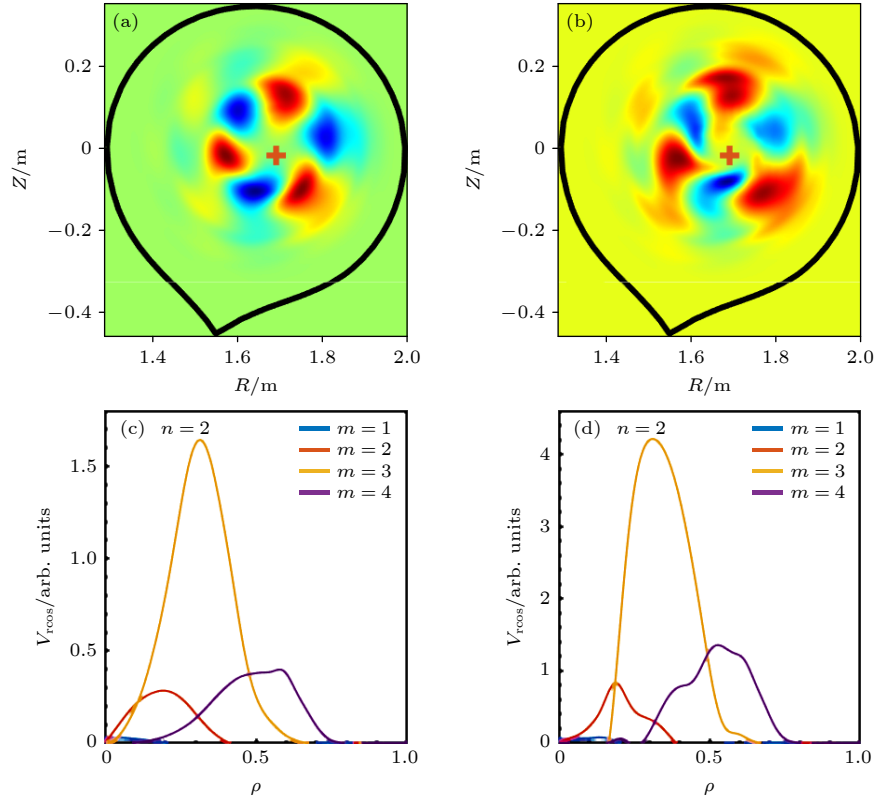 (a)
0.2
0
−0.2
−0.4
Z/m
1.4
1.6
1.8
2.0
R/m
(b)
0.2
0
−0.2
−0.4
Z/m
1.4
1.6
1.8
2.0
R/m
(c) n = 2
m = 1
m = 2
m = 3
m = 4
1.5
1.0
0.5
0
V_rcos/arb. units
0
0.5
1.0
ρ
(d) n = 2
m = 1
m = 2
m = 3
m = 4
4
3
2
1
0
V_rcos/arb. units
0
0.5
1.0
ρ